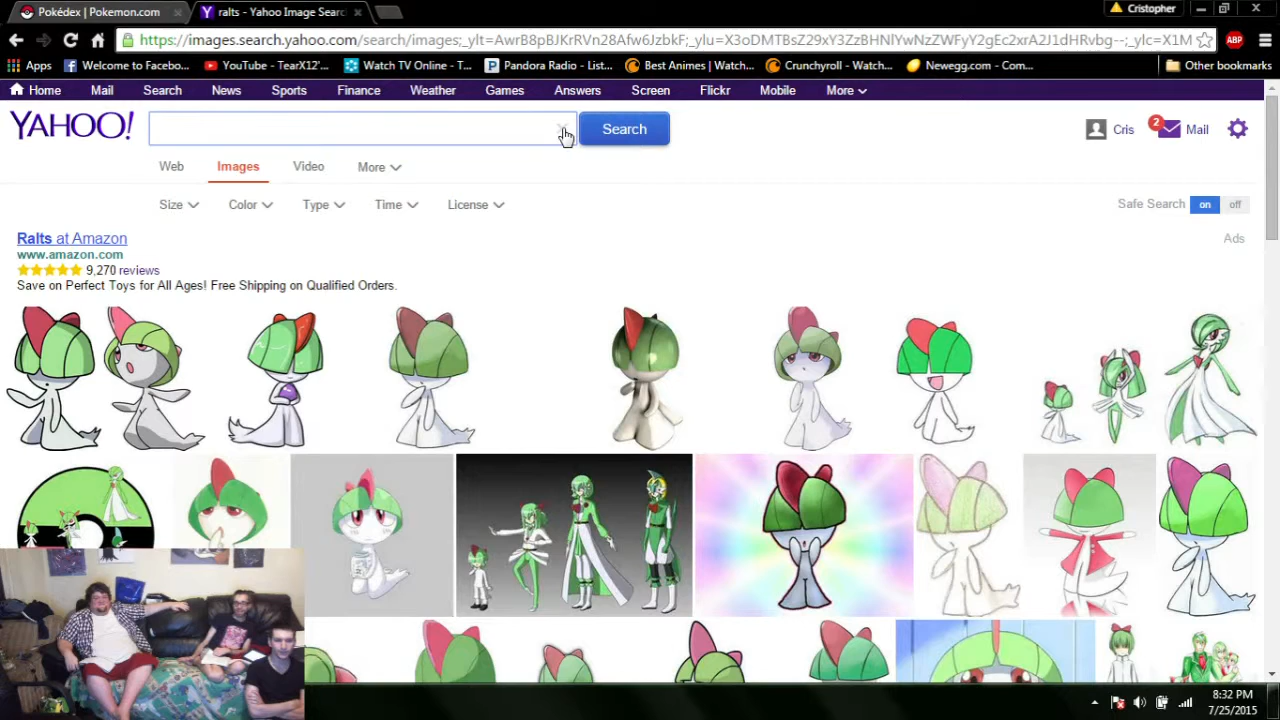 Pokédex | Pokemon.com
ralts - Yahoo Image Searc
Cristopher
https://images.search.yahoo.com/search/images;_ylt=AwrB8pBJKrRVn28Afw6JzbkF;_ylu=X3oDMTBsZ29xY3ZzBHNlYwNzZWFyY2gEc2xrA2J1dHRvbg--;_ylc=X1M
ABP
Apps
Welcome to Facebo...
YouTube - TearX12'...
Watch TV Online - T...
Pandora Radio - List...
Best Animes | Watc...
Crunchyroll - Watch...
Newegg.com - Com...
Other bookmarks
Home Mail Search News Sports Finance Weather Games Answers Screen Flickr Mobile More
YAHOO!
Search
2
Cris
Mail
Web Images Video More
Size Color Type Time License
Safe Search on off
Ralts at Amazon
Ads
www.amazon.com
9,270 reviews
Save on Perfect Toys for All Ages! Free Shipping on Qualified Orders.
8:32 PM
7/25/2015